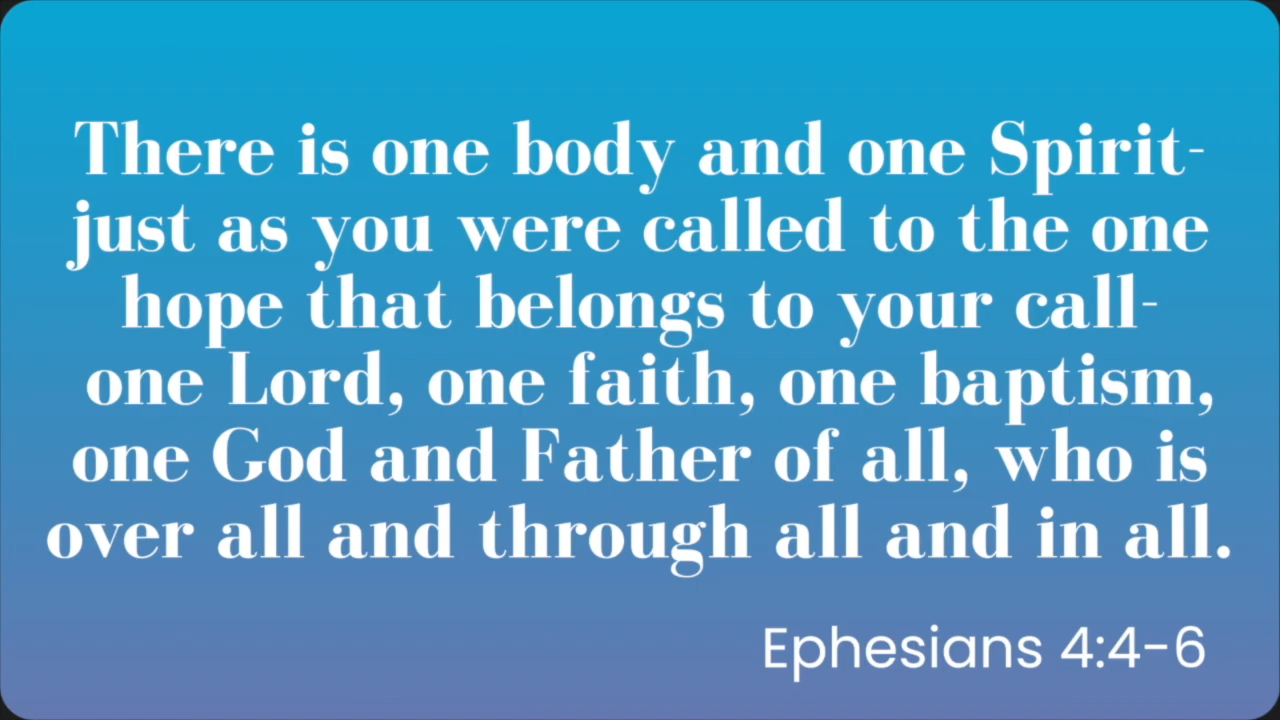 There is one body and one Spirit-
just as you were called to the one
hope that belongs to your call-
one Lord, one faith, one baptism,
one God and Father of all, who is
over all and through all and in all.
Ephesians 4:4-6